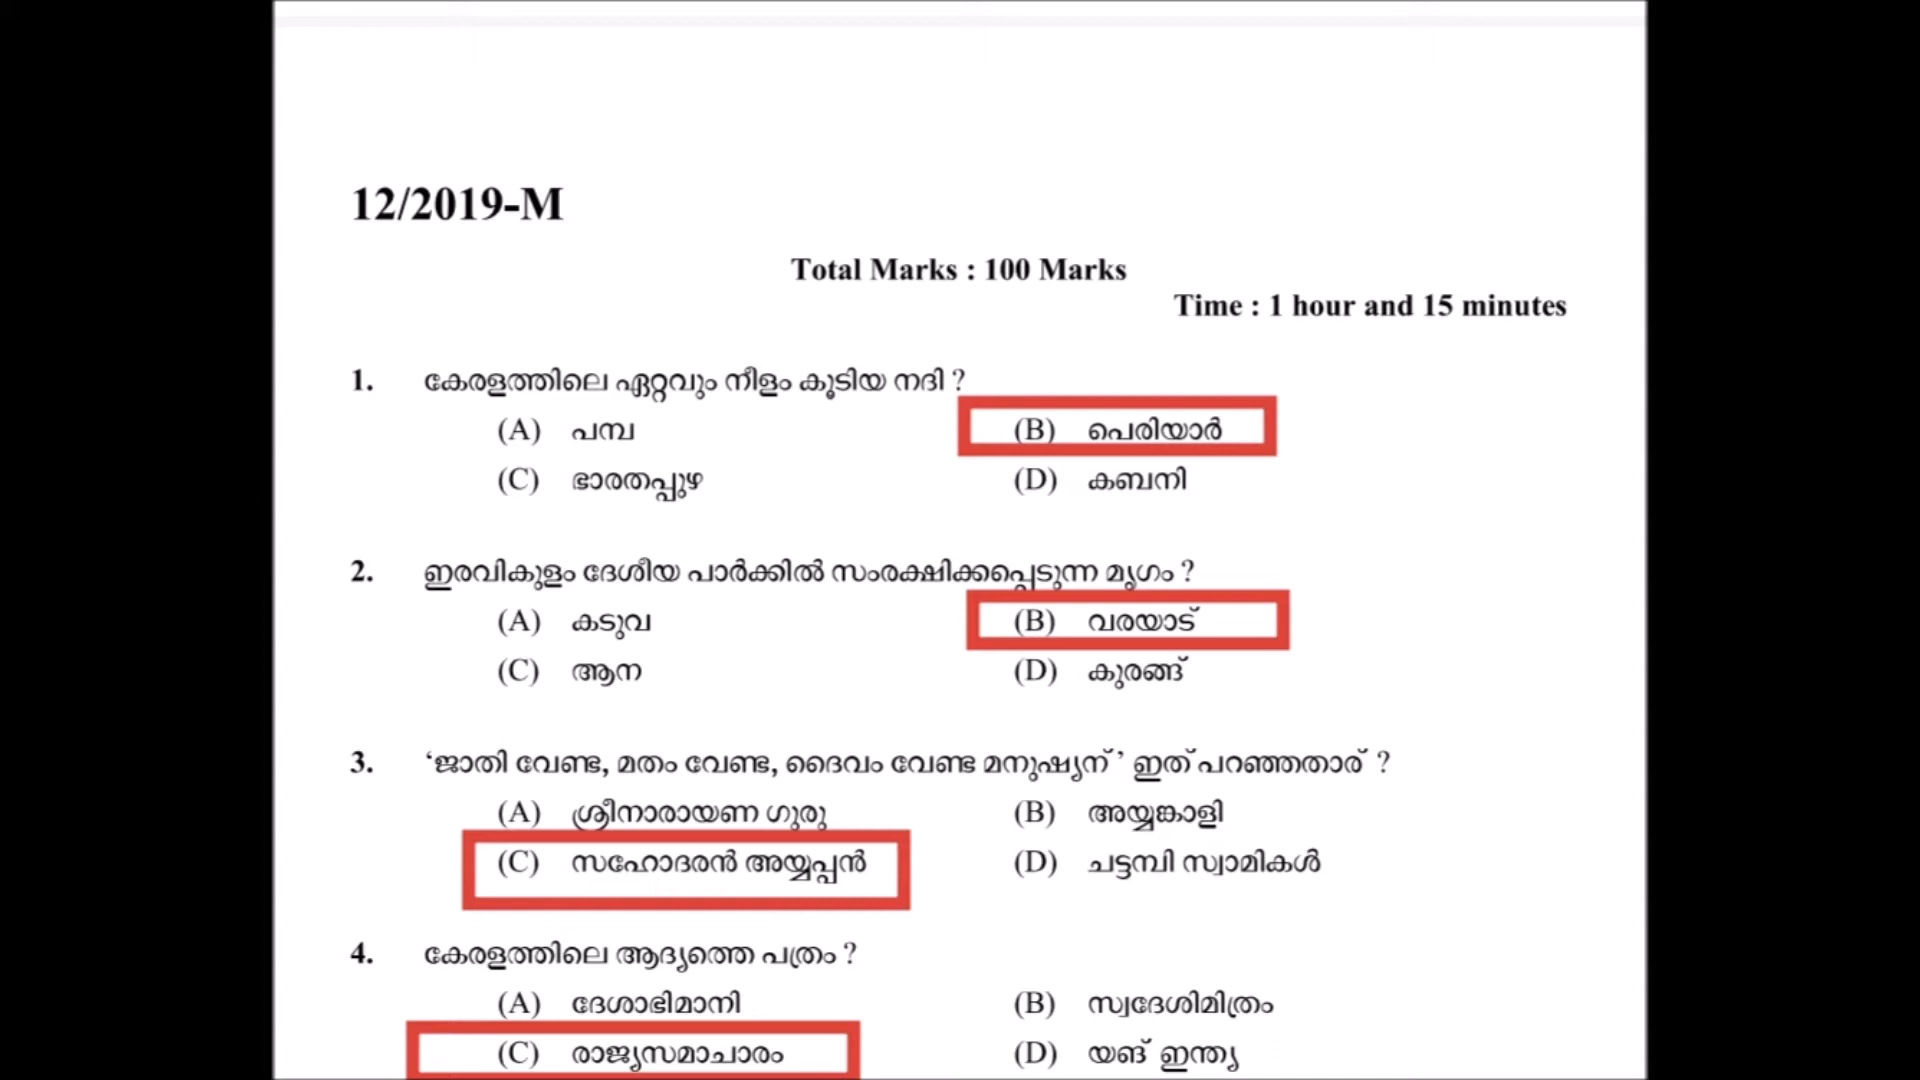 12/2019-M
Total Marks : 100 Marks
Time : 1 hour and 15 minutes
1. കേരളത്തിലെ ഏറ്റവും നീളം കൂടിയ നദി ?
(A) പമ്പ (B) പെരിയാർ
(C) ഭാരതപ്പുഴ (D) കബനി
2. ഇരവികുളം ദേശീയ പാർക്കിൽ സംരക്ഷിക്കപ്പെടുന്ന മൃഗം ?
(A) കടുവ (B) വരയാട്
(C) ആന (D) കുരങ്ങ്
3. ‘ജാതി വേണ്ട, മതം വേണ്ട, ദൈവം വേണ്ട മനുഷ്യന്’ ഇത് പറഞ്ഞതാര് ?
(A) ശ്രീനാരായണ ഗുരു (B) അയ്യങ്കാളി
(C) സഹോദരൻ അയ്യപ്പൻ (D) ചട്ടമ്പി സ്വാമികൾ
4. കേരളത്തിലെ ആദ്യത്തെ പത്രം ?
(A) ദേശാഭിമാനി (B) സ്വദേശിമിത്രം
(C) രാജ്യസമാചാരം (D) യങ് ഇന്ത്യ